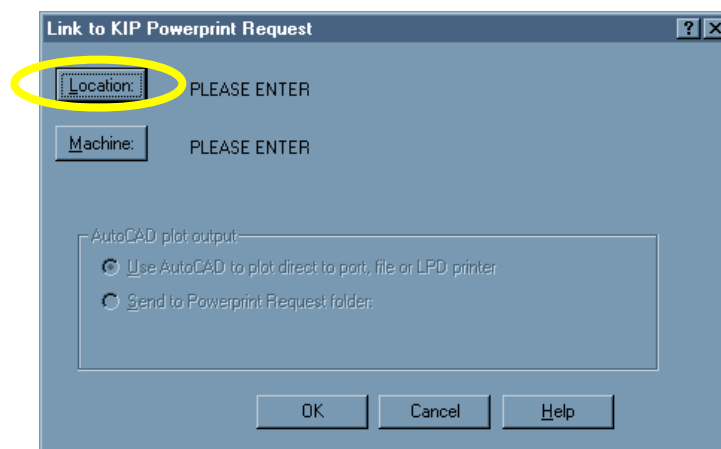 Link to KIP Powerprint Request
Location: PLEASE ENTER
Machine: PLEASE ENTER
AutoCAD plot output
Use AutoCAD to plot direct to port, file or LPD printer
Send to Powerprint Request folder:
OK Cancel Help